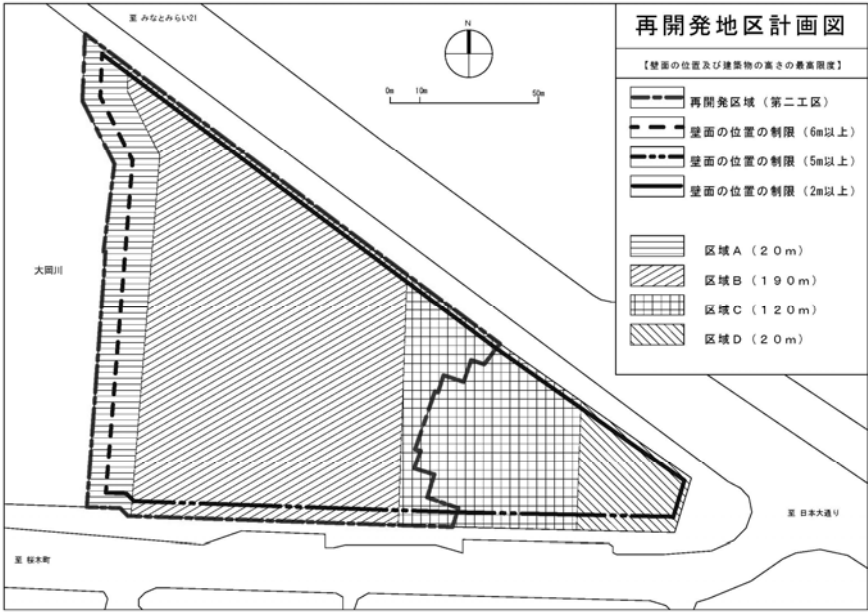 至 みなとみらい21
N
0m 10m 50m
再開発地区計画図
【壁面の位置及び建築物の高さの最高限度】
再開発区域（第二工区）
壁面の位置の制限（6m以上）
壁面の位置の制限（5m以上）
壁面の位置の制限（2m以上）
区域A（２０ｍ）
区域B（１９０ｍ）
区域C（１２０ｍ）
区域D（２０ｍ）
大岡川
至 日本大通り
至 桜木町